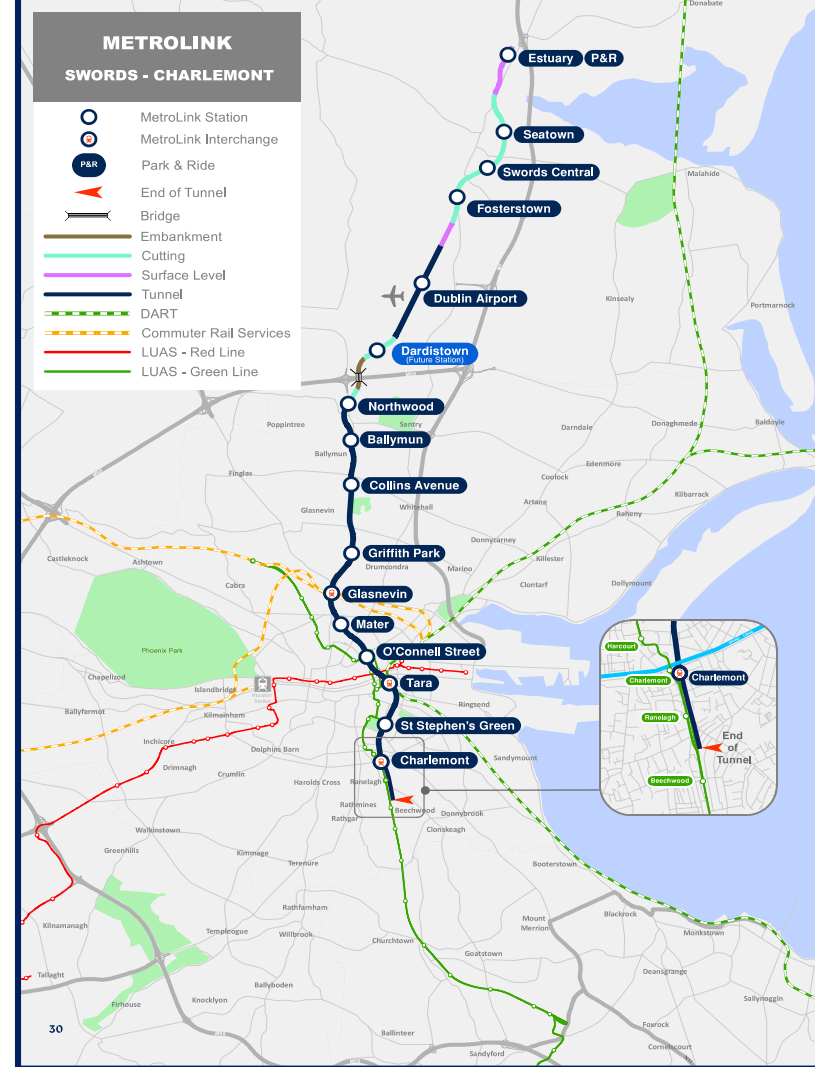 METROLINK
SWORDS - CHARLEMONT
MetroLink Station
MetroLink Interchange
P&R
Park & Ride
End of Tunnel
Bridge
Embankment
Cutting
Surface Level
Tunnel
DART
Commuter Rail Services
LUAS - Red Line
LUAS - Green Line
Donabate
Estuary
P&R
Seatown
Swords Central
Malahide
Fosterstown
Dublin Airport
Kinsealy
Portmarnock
Dardistown
(Future Station)
Northwood
Poppintree
Santry
Darndale
Donaghmede
Baldoyle
Ballymun
Ballymun
Finglas
Edenmore
Coolock
Collins Avenue
Kilbarrack
Glasnevin
Whitehall
Artane
Raheny
Castleknock
Ashtown
Griffith Park
Donnycarney
Killester
Drumcondra
Marino
Cabra
Clontarf
Dollymount
Glasnevin
Mater
Phoenix Park
O'Connell Street
Chapelizod
Islandbridge
Heuston
Station
Tara
Ballyfermot
Kilmainham
Ringsend
St Stephen's Green
Inchicore
Dolphins Barn
Drimnagh
Crumlin
Charlemont
Sandymount
Harolds Cross
Ranelagh
Rathmines
Beechwood
Rathgar
Donnybrook
Clonskeagh
Harcourt
Charlemont
Charlemont
Ranelagh
End
of
Tunnel
Beechwood
Walkinstown
Greenhills
Kimmage
Terenure
Booterstown
Rathfarnham
Kilnamanagh
Templeogue
Willbrook
Churchtown
Mount
Merrion
Blackrock
Monkstown
Goatstown
Tallaght
Deansgrange
Ballyboden
Knocklyon
Firhouse
Sallynoggin
Ballinteer
Foxrock
Cornelscourt
Sandyford
30